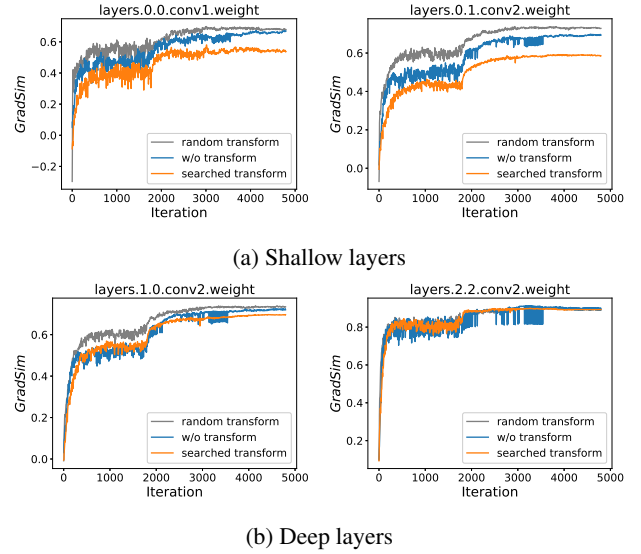 layers.0.0.conv1.weight
GradSim
0.6
0.4
0.2
0.0
−0.2
random transform
w/o transform
searched transform
0 1000 2000 3000 4000 5000
Iteration
layers.0.1.conv2.weight
GradSim
0.6
0.4
0.2
0.0
random transform
w/o transform
searched transform
0 1000 2000 3000 4000 5000
Iteration
(a) Shallow layers
layers.1.0.conv2.weight
GradSim
0.6
0.4
0.2
0.0
random transform
w/o transform
searched transform
0 1000 2000 3000 4000 5000
Iteration
layers.2.2.conv2.weight
GradSim
0.8
0.6
0.4
0.2
random transform
w/o transform
searched transform
0 1000 2000 3000 4000 5000
Iteration
(b) Deep layers